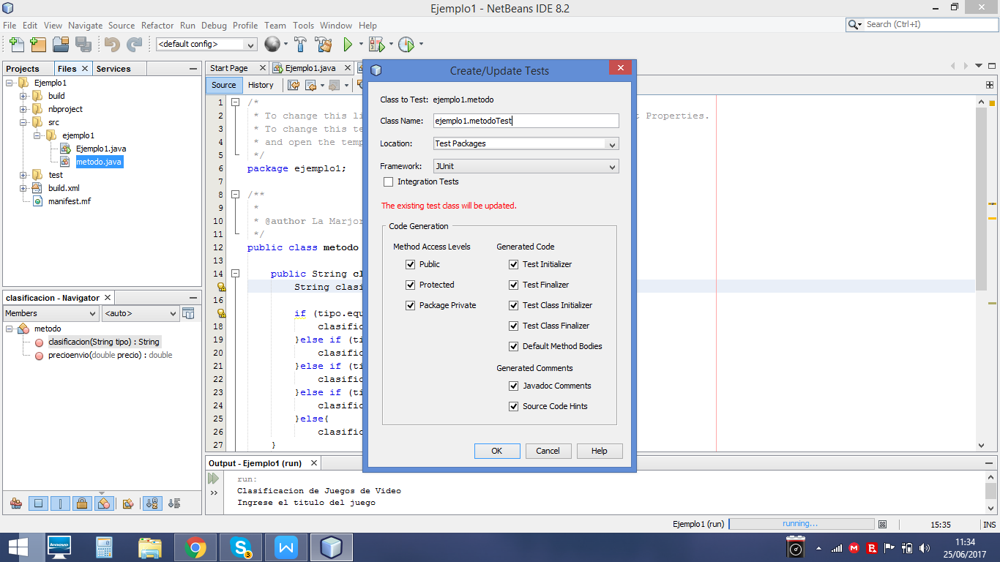 Ejemplo1 - NetBeans IDE 8.2
File Edit View Navigate Source Refactor Run Debug Profile Team Tools Window Help
Search (Ctrl+I)
<default config>
Projects Files Services
Start Page Ejemplo1.java
Source History
Ejemplo1
build
nbproject
src
ejemplo1
Ejemplo1.java
metodo.java
test
build.xml
manifest.mf
1 /*
2 * To change this li t Properties.
3 * To change this te
4 * and open the temp
5 */
6 package ejemplo1;
7
8 /**
9 *
10 * @author La Marjor
11 */
12 public class metodo
13
14 public String cl
String clasi
16
if (tipo.equ
18 clasific
19 }else if (ti
20 clasific
21 }else if (ti
22 clasific
23 }else if (ti
24 clasific
25 }else{
26 clasific
27 }
Create/Update Tests
Class to Test: ejemplo1.metodo
Class Name: ejemplo1.metodoTest
Location: Test Packages
Framework: JUnit
Integration Tests
The existing test class will be updated.
Code Generation
Method Access Levels Generated Code
Public Test Initializer
Protected Test Finalizer
Package Private Test Class Initializer
Test Class Finalizer
Default Method Bodies
Generated Comments
Javadoc Comments
Source Code Hints
OK Cancel Help
clasificacion - Navigator
Members <auto>
metodo
clasificacion(String tipo) : String
precioenvio(double precio) : double
Output - Ejemplo1 (run)
run:
Clasificacion de Juegos de Video
Ingrese el titulo del juego
Ejemplo1 (run) running... 15:35 INS
lenovo
3
11:34
25/06/2017